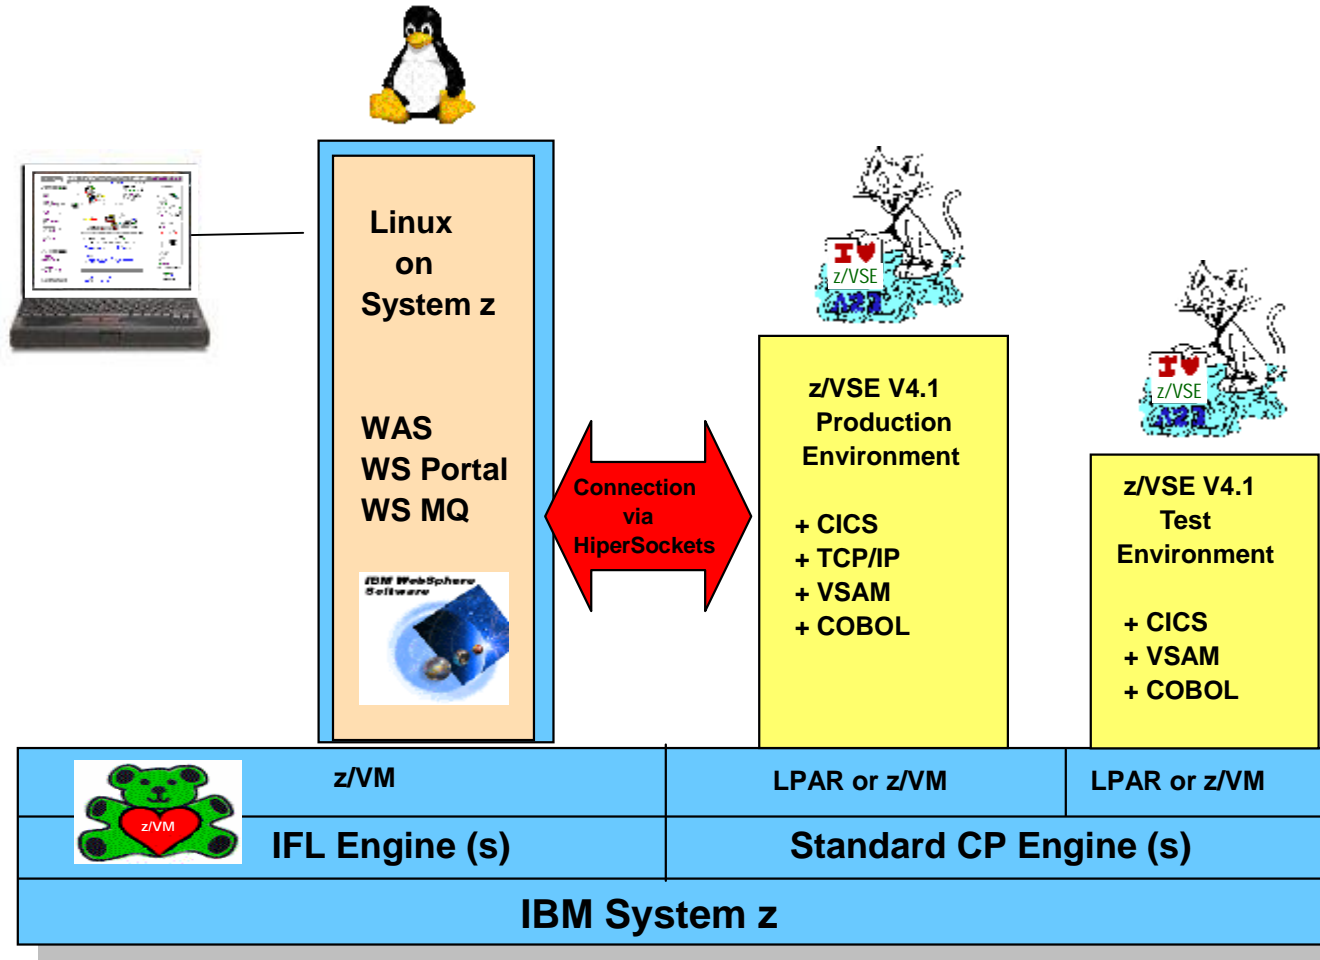 Linux
on
System z
WAS
WS Portal
WS MQ
IBM WebSphere
Software
Connection
via
HiperSockets
I
z/VSE
z/VSE V4.1
Production
Environment
+ CICS
+ TCP/IP
+ VSAM
+ COBOL
I
z/VSE
z/VSE V4.1
Test
Environment
+ CICS
+ VSAM
+ COBOL
z/VM
LPAR or z/VM
LPAR or z/VM
z/VM
IFL Engine (s)
Standard CP Engine (s)
IBM System z